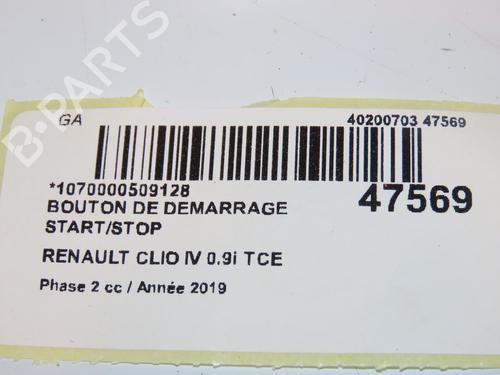 GA
40200703 47569
*1070000509128
47569
BOUTON DE DEMARRAGE
START/STOP
RENAULT CLIO IV 0.9i TCE
Phase 2 cc / Année 2019
B-PARTS